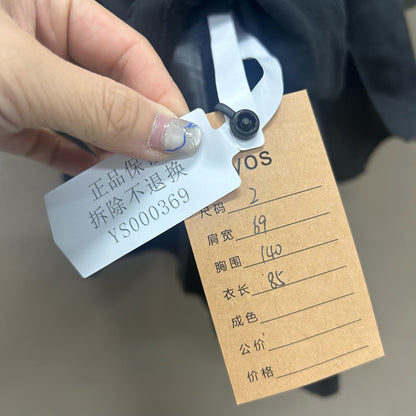 正品保
拆除不退换
YS000369
yos
尺码 2
肩宽 69
胸围 140
衣长 85
成色
公价
价格